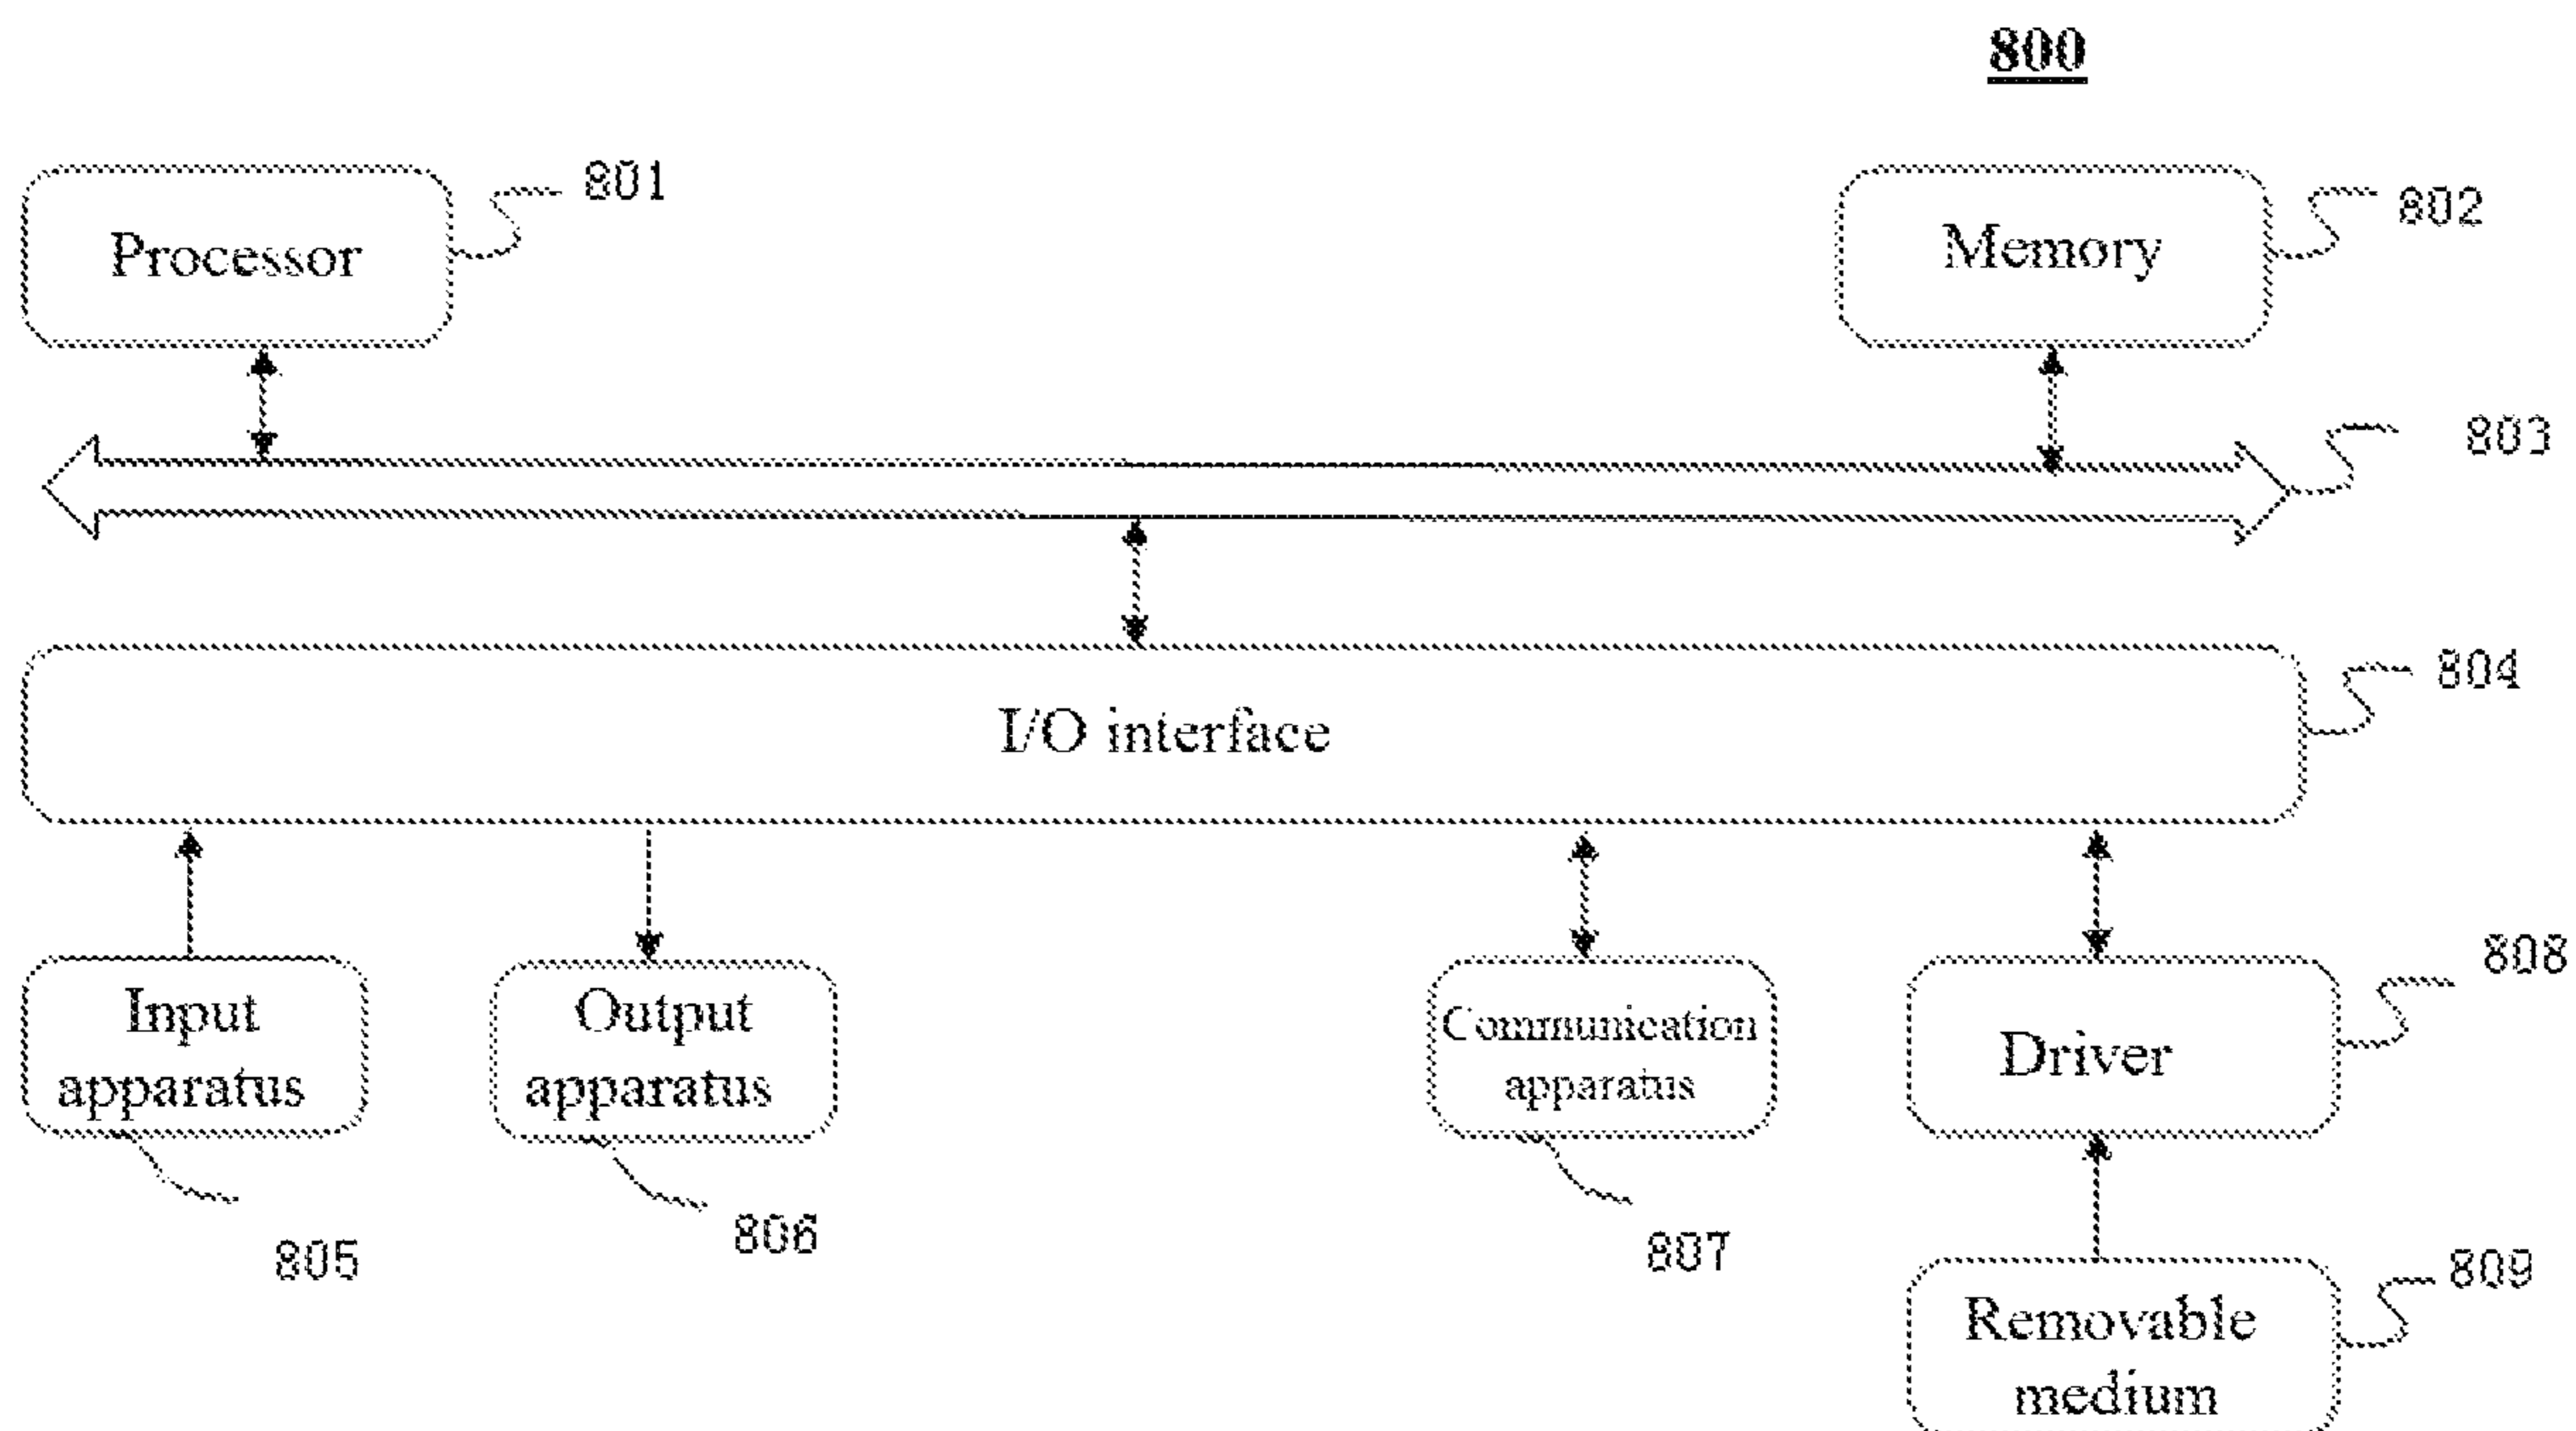 800
801
Processor
802
Memory
803
804
I/O interface
808
Input
apparatus
Output
apparatus
Communication
apparatus
Driver
805
806
807
809
Removable
medium